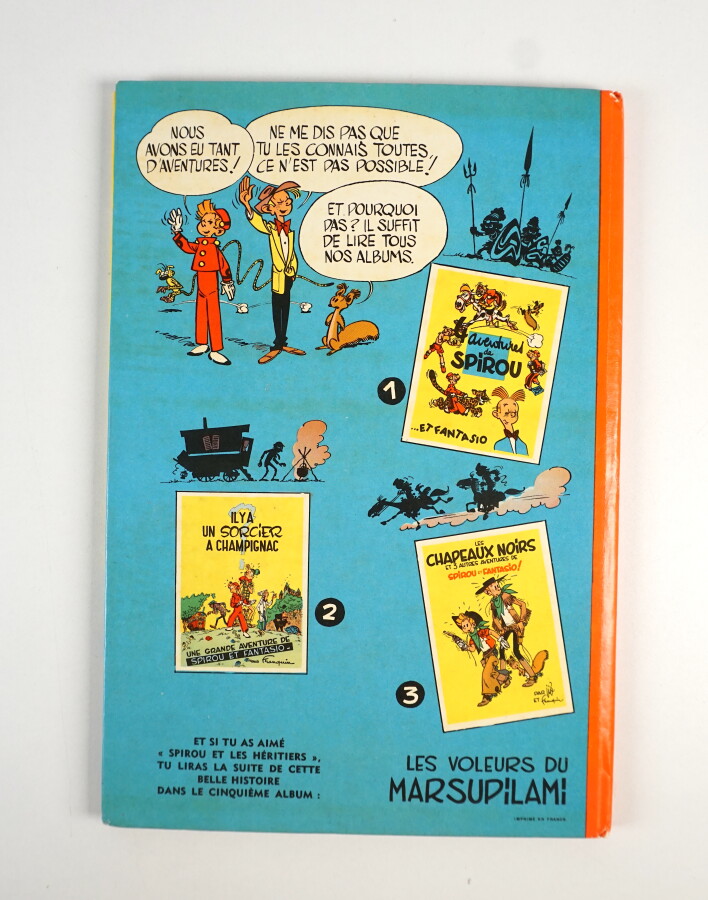 NOUS
AVONS EU TANT
D'AVENTURES!
NE ME DIS PAS QUE
TU LES CONNAIS TOUTES,
CE N'EST PAS POSSIBLE!
ET POURQUOI
PAS? IL SUFFIT
DE LIRE TOUS
NOS ALBUMS.
4 aventures
de
SPIROU
...ET FANTASIO
1
IL Y A
UN SORCIER
A CHAMPIGNAC
UNE GRANDE AVENTURE DE
SPIROU ET FANTASIO
Franquin
2
LES
CHAPEAUX NOIRS
ET 3 AUTRES AVENTURES DE
SPIROU ET FANTASIO!
ET Franquin
3
ET SI TU AS AIMÉ
« SPIROU ET LES HÉRITIERS »,
TU LIRAS LA SUITE DE CETTE
BELLE HISTOIRE
DANS LE CINQUIÈME ALBUM :
LES VOLEURS DU
MARSUPILAMI
IMPRIMÉ EN FRANCE